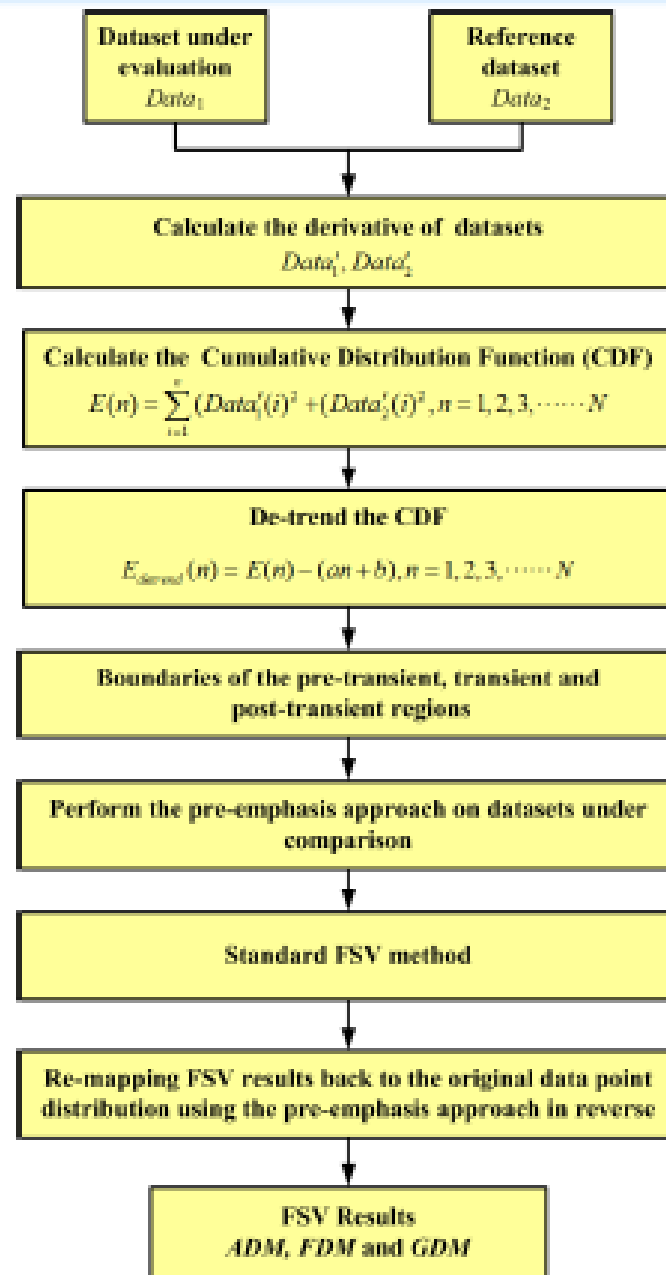 Dataset under
evaluation
Data₁
Reference
dataset
Data₂
Calculate the derivative of datasets
Data₁′, Data₂′
Calculate the Cumulative Distribution Function (CDF)
E(n) = ∑ᵢ₌₁ⁿ (Data₁′(i)² + (Data₂′(i)², n = 1, 2, 3, ⋯⋯ N
De-trend the CDF
E_detrend(n) = E(n) − (an + b), n = 1, 2, 3, ⋯⋯ N
Boundaries of the pre-transient, transient and
post-transient regions
Perform the pre-emphasis approach on datasets under
comparison
Standard FSV method
Re-mapping FSV results back to the original data point
distribution using the pre-emphasis approach in reverse
FSV Results
ADM, FDM and GDM